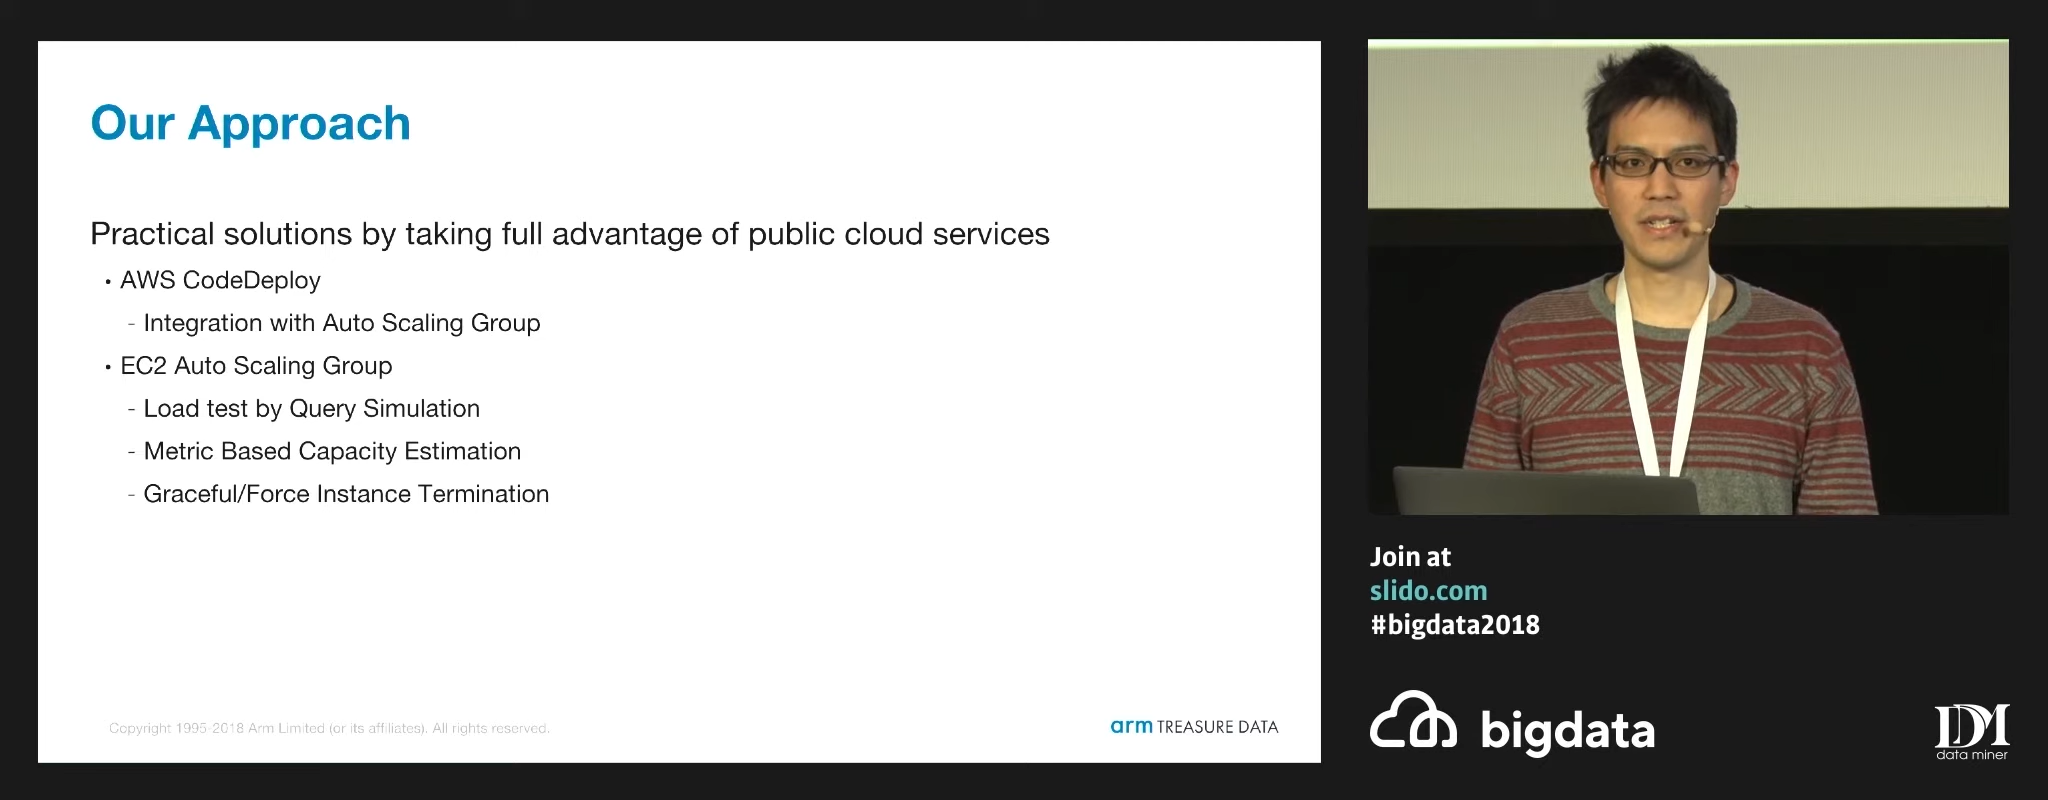 Our Approach
Practical solutions by taking full advantage of public cloud services
• AWS CodeDeploy
- Integration with Auto Scaling Group
• EC2 Auto Scaling Group
- Load test by Query Simulation
- Metric Based Capacity Estimation
- Graceful/Force Instance Termination
Copyright 1995-2018 Arm Limited (or its affiliates). All rights reserved.
arm TREASURE DATA
Join at
slido.com
#bigdata2018
bigdata
DM
data miner